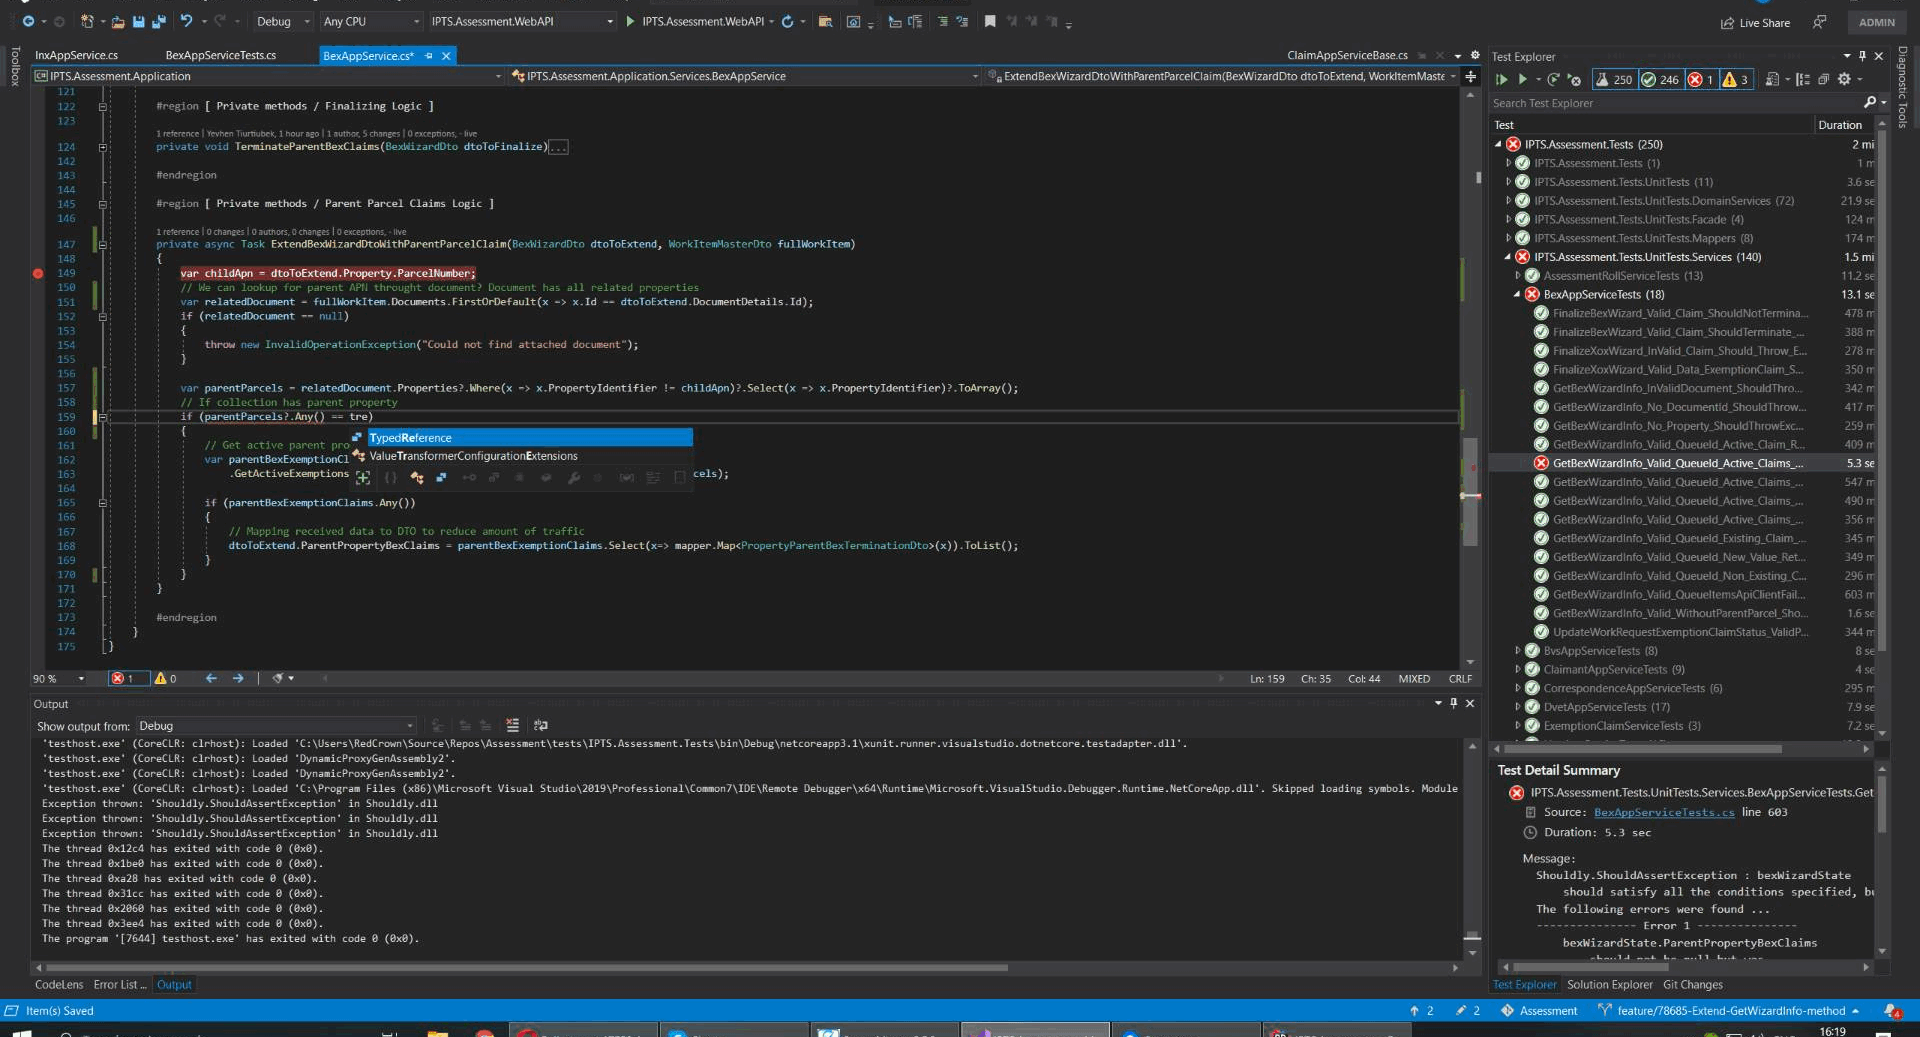 Debug
Any CPU
IPTS.Assessment.WebAPI
IPTS.Assessment.WebAPI
Live Share
ADMIN
Toolbox
InxAppService.cs
BexAppServiceTests.cs
BexAppService.cs*
ClaimAppServiceBase.cs
IPTS.Assessment.Application
IPTS.Assessment.Application.Services.BexAppService
ExtendBexWizardDtoWithParentParcelClaim(BexWizardDto dtoToExtend, WorkItemMaste
121
122 #region [ Private methods / Finalizing Logic ]
123
1 reference | Yevhen Tiurtiubek, 1 hour ago | 1 author, 5 changes | 0 exceptions, - live
124 private void TerminateParentBexClaims(BexWizardDto dtoToFinalize)...
142
143 #endregion
144
145 #region [ Private methods / Parent Parcel Claims Logic ]
146
1 reference | 0 changes | 0 authors, 0 changes | 0 exceptions, - live
147 private async Task ExtendBexWizardDtoWithParentParcelClaim(BexWizardDto dtoToExtend, WorkItemMasterDto fullWorkItem)
148 {
149 var childApn = dtoToExtend.Property.ParcelNumber;
150 // We can lookup for parent APN throught document? Document has all related properties
151 var relatedDocument = fullWorkItem.Documents.FirstOrDefault(x => x.Id == dtoToExtend.DocumentDetails.Id);
152 if (relatedDocument == null)
153 {
154 throw new InvalidOperationException("Could not find attached document");
155 }
156
157 var parentParcels = relatedDocument.Properties?.Where(x => x.PropertyIdentifier != childApn)?.Select(x => x.PropertyIdentifier)?.ToArray();
158 // If collection has parent property
159 if (parentParcels?.Any() == tre)
160 {
161 // Get active parent pro
162 var parentBexExemptionCl
163 .GetActiveExemptions cels);
164
165 if (parentBexExemptionClaims.Any())
166 {
167 // Mapping received data to DTO to reduce amount of traffic
168 dtoToExtend.ParentPropertyBexClaims = parentBexExemptionClaims.Select(x=> mapper.Map<PropertyParentBexTerminationDto>(x)).ToList();
169 }
170 }
171 }
172
173 #endregion
174 }
175 }
TypedReference
ValueTransformerConfigurationExtensions
90 %
1
0
Ln: 159 Ch: 35 Col: 44 MIXED CRLF
Output
Show output from: Debug
'testhost.exe' (CoreCLR: clrhost): Loaded 'C:\Users\RedCrown\Source\Repos\Assessment\tests\IPTS.Assessment.Tests\bin\Debug\netcoreapp3.1\xunit.runner.visualstudio.dotnetcore.testadapter.dll'.
'testhost.exe' (CoreCLR: clrhost): Loaded 'DynamicProxyGenAssembly2'.
'testhost.exe' (CoreCLR: clrhost): Loaded 'DynamicProxyGenAssembly2'.
'testhost.exe' (CoreCLR: clrhost): Loaded 'C:\Program Files (x86)\Microsoft Visual Studio\2019\Professional\Common7\IDE\Remote Debugger\x64\Runtime\Microsoft.VisualStudio.Debugger.Runtime.NetCoreApp.dll'. Skipped loading symbols. Module
Exception thrown: 'Shouldly.ShouldAssertException' in Shouldly.dll
Exception thrown: 'Shouldly.ShouldAssertException' in Shouldly.dll
Exception thrown: 'Shouldly.ShouldAssertException' in Shouldly.dll
The thread 0x12c4 has exited with code 0 (0x0).
The thread 0x1be0 has exited with code 0 (0x0).
The thread 0xa28 has exited with code 0 (0x0).
The thread 0x31cc has exited with code 0 (0x0).
The thread 0x2060 has exited with code 0 (0x0).
The thread 0x3ee4 has exited with code 0 (0x0).
The program '[7644] testhost.exe' has exited with code 0 (0x0).
CodeLens Error List ... Output
Test Explorer
Diagnostic Tools
250 246 1 3
Search Test Explorer
Test Duration
IPTS.Assessment.Tests (250) 2 mi
IPTS.Assessment.Tests (1) 1 m
IPTS.Assessment.Tests.UnitTests (11) 3.6 se
IPTS.Assessment.Tests.UnitTests.DomainServices (72) 21.9 se
IPTS.Assessment.Tests.UnitTests.Facade (4) 124 m
IPTS.Assessment.Tests.UnitTests.Mappers (8) 174 m
IPTS.Assessment.Tests.UnitTests.Services (140) 1.5 mi
AssessmentRollServiceTests (13) 11.2 se
BexAppServiceTests (18) 13.1 se
FinalizeBexWizard_Valid_Claim_ShouldNotTermina... 478 m
FinalizeBexWizard_Valid_Claim_ShouldTerminate_... 388 m
FinalizeXoxWizard_InValid_Claim_Should_Throw_E... 278 m
FinalizeXoxWizard_Valid_Data_ExemptionClaim_S... 350 m
GetBexWizardInfo_InValidDocument_ShouldThro... 342 m
GetBexWizardInfo_No_DocumentId_ShouldThrow... 417 m
GetBexWizardInfo_No_Property_ShouldThrowExc... 259 m
GetBexWizardInfo_Valid_QueueId_Active_Claim_R... 409 m
GetBexWizardInfo_Valid_QueueId_Active_Claims_... 5.3 se
GetBexWizardInfo_Valid_QueueId_Active_Claims_... 547 m
GetBexWizardInfo_Valid_QueueId_Active_Claims_... 490 m
GetBexWizardInfo_Valid_QueueId_Active_Claims_... 356 m
GetBexWizardInfo_Valid_QueueId_Existing_Claim_... 345 m
GetBexWizardInfo_Valid_QueueId_New_Value_Ret... 349 m
GetBexWizardInfo_Valid_QueueId_Non_Existing_C... 296 m
GetBexWizardInfo_Valid_QueueItemsApiClientFail... 603 m
GetBexWizardInfo_Valid_WithoutParentParcel_Sho... 1.6 se
UpdateWorkRequestExemptionClaimStatus_ValidP... 344 m
BvsAppServiceTests (8) 8 se
ClaimantAppServiceTests (9) 4 se
CorrespondenceAppServiceTests (6) 295 m
DvetAppServiceTests (17) 7.9 se
ExemptionClaimServiceTests (3) 7.2 se
Test Detail Summary
IPTS.Assessment.Tests.UnitTests.Services.BexAppServiceTests.Get
Source: BexAppServiceTests.cs line 603
Duration: 5.3 sec
Message:
Shouldly.ShouldAssertException : bexWizardState
should satisfy all the conditions specified, bu
The following errors were found ...
--------------- Error 1 ---------------
bexWizardState.ParentPropertyBexClaims
Test Explorer Solution Explorer Git Changes
Item(s) Saved
2
2
Assessment
feature/78685-Extend-GetWizardInfo-method
4
16:19